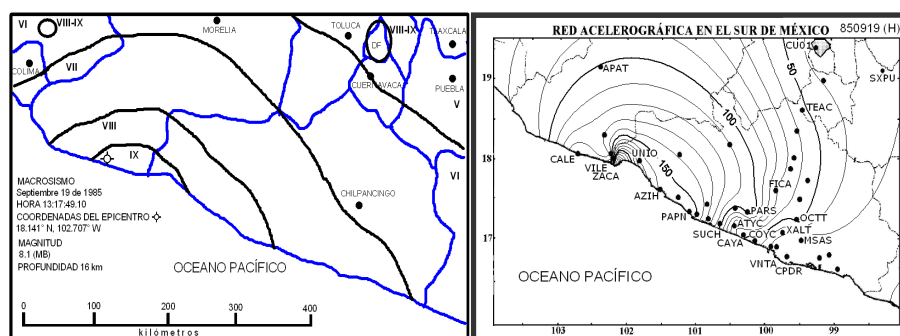 VI
VIII-IX
MORELIA
TOLUCA
VIII-IX
TLAXCALA
DF
COLIMA
VII
CUERNAVACA
PUEBLA
V
VIII
IX
VI
MACROSISMO
Septiembre 19 de 1985
HORA 13:17:49.10
COORDENADAS DEL EPICENTRO
18.141° N, 102.707° W
MAGNITUD
8.1 (MB)
PROFUNDIDAD 16 km
CHILPANCINGO
OCEANO PACÍFICO
0 100 200 300 400
kilómetros
RED ACELEROGRÁFICA EN EL SUR DE MÉXICO
850919 (H)
CU01
50
SXPU
19
APAT
TEAC
100
18
CALE
UNIO
VILE
ZACA
150
AZIH
FICA
PAPN
PARS
OCTT
ATYC
XALT
SUCH
COYC
MSAS
CAYA
17
VNTA
CPDR
OCEANO PACÍFICO
103 102 101 100 99